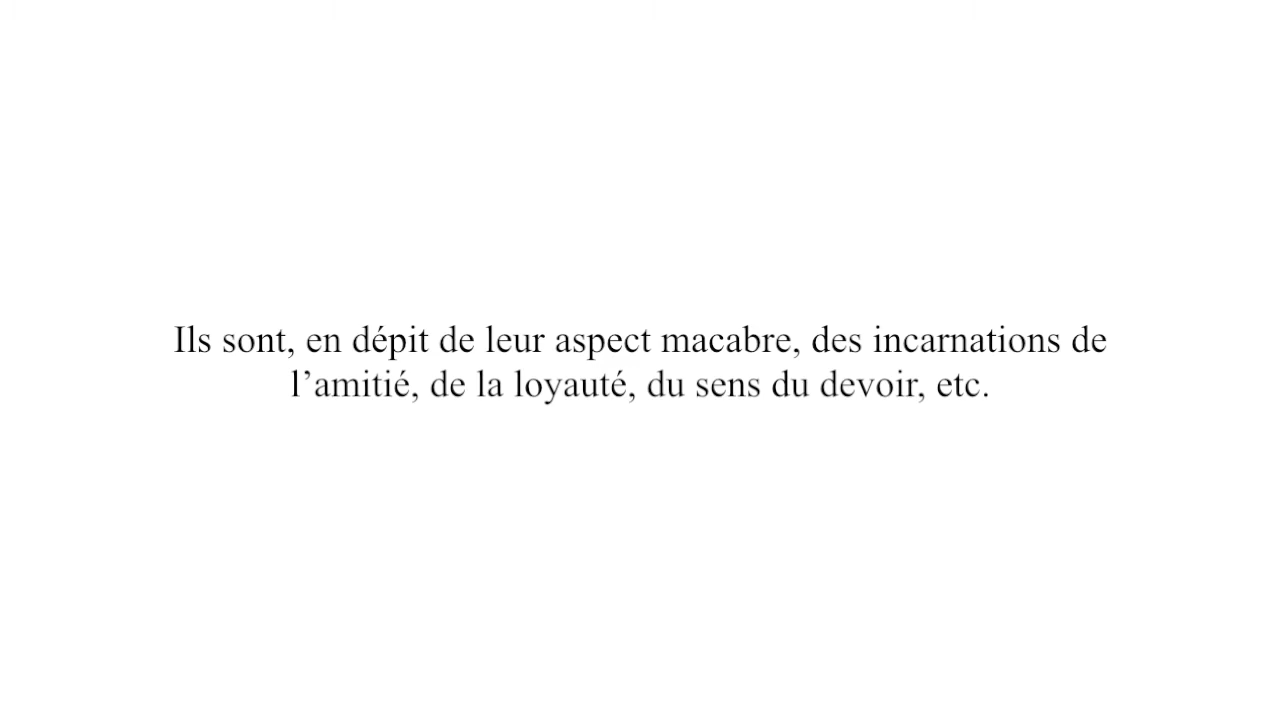 Ils sont, en dépit de leur aspect macabre, des incarnations de
l’amitié, de la loyauté, du sens du devoir, etc.